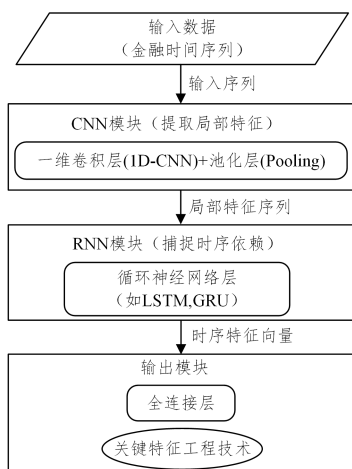 输入数据
（金融时间序列）
输入序列
CNN模块（提取局部特征）
一维卷积层(1D-CNN)+池化层(Pooling)
局部特征序列
RNN模块（捕捉时序依赖）
循环神经网络层
（如LSTM,GRU）
时序特征向量
输出模块
全连接层
关键特征工程技术